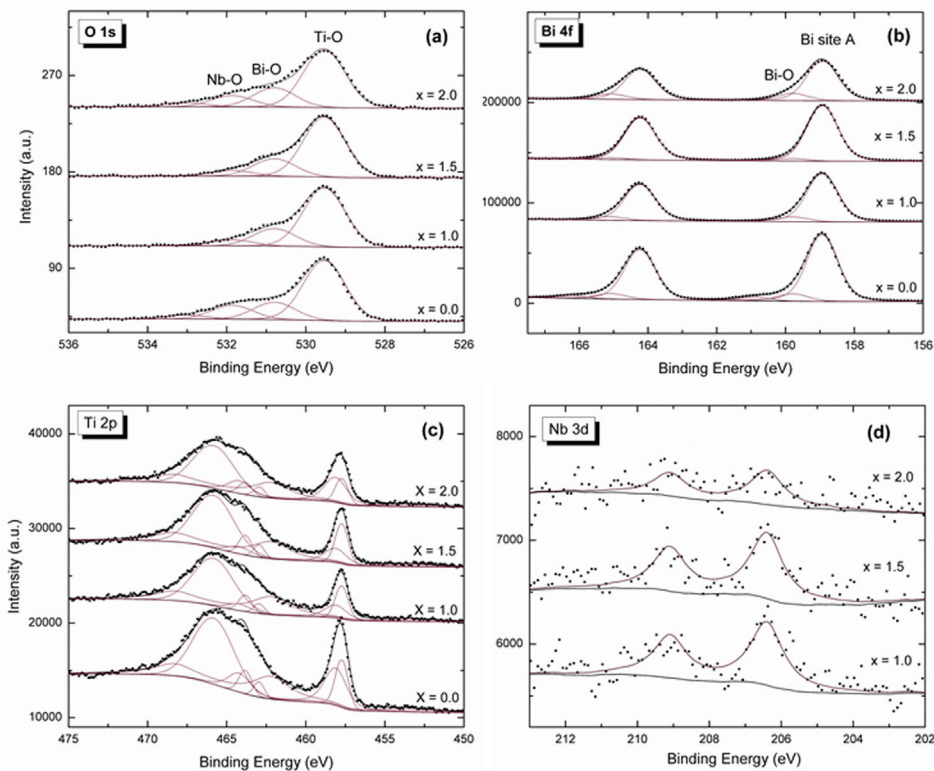 O 1s
(a)
Ti-O
Bi-O
Nb-O
x = 2.0
x = 1.5
x = 1.0
x = 0.0
270
180
90
Intensity (a.u.)
536 534 532 530 528 526
Binding Energy (eV)
Bi 4f
(b)
Bi site A
Bi-O
x = 2.0
x = 1.5
x = 1.0
x = 0.0
200000
100000
0
Intensity (a.u.)
166 164 162 160 158 156
Binding Energy (eV)
Ti 2p
(c)
X = 2.0
X = 1.5
X = 1.0
X = 0.0
40000
30000
20000
10000
Intensity (a.u.)
475 470 465 460 455 450
Binding Energy (eV)
Nb 3d
(d)
x = 2.0
x = 1.5
x = 1.0
8000
7000
6000
212 210 208 206 204 202
Binding Energy (eV)